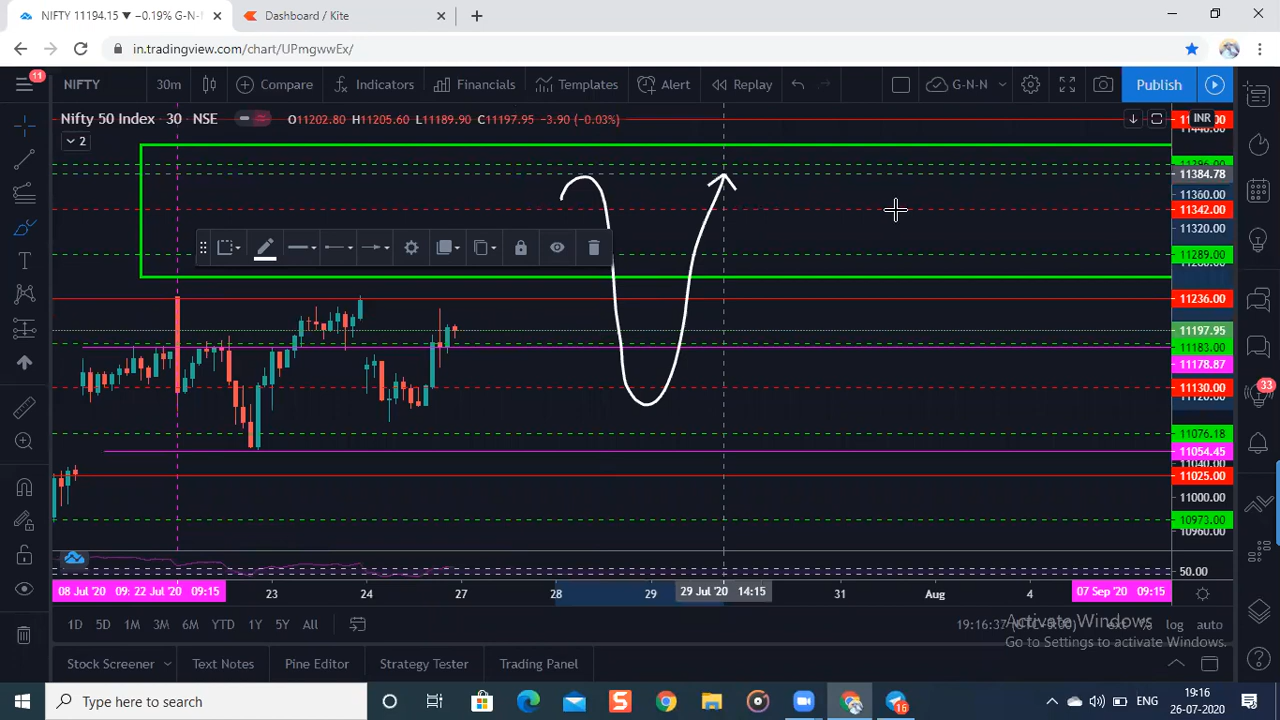 NIFTY 11194.15 ▼ −0.19% G-N-
Dashboard / Kite
in.tradingview.com/chart/UPmgwwEx/
11
NIFTY 30m Compare Indicators Financials Templates Alert Replay G-N-N Publish
Nifty 50 Index · 30 · NSE O11202.80 H11205.60 L11189.90 C11197.95 −3.90 (−0.03%)
INR
2
11384.78
11360.00
11342.00
11320.00
11289.00
11236.00
11197.95
11183.00
11178.87
11130.00
33
11076.18
11054.45
11040.00
11025.00
11000.00
10973.00
10960.00
50.00
08 Jul '20 09: 22 Jul '20 09:15 23 24 27 28 29 29 Jul '20 14:15 31 Aug 4 07 Sep '20 09:15
1D 5D 1M 3M 6M YTD 1Y 5Y All 19:16:37 log auto
Activate Windows
Go to Settings to activate Windows.
Stock Screener Text Notes Pine Editor Strategy Tester Trading Panel
Type here to search
16
ENG
19:16
26-07-2020